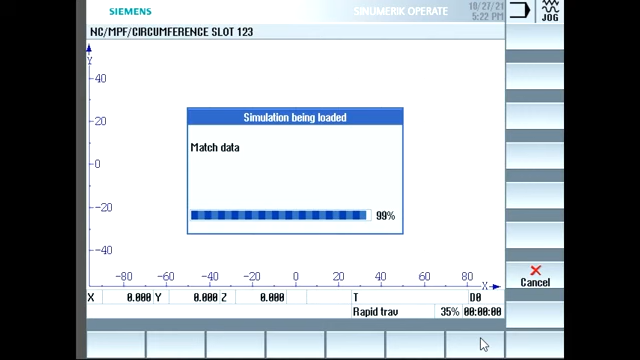 SIEMENS
SINUMERIK OPERATE
10/27/21
5:22 PM
JOG
NC/MPF/CIRCUMFERENCE SLOT 123
Y
40
20
0
-20
-40
Simulation being loaded
Match data
99%
-80 -60 -40 -20 0 20 40 60 80 X
Cancel
X 0.000 Y 0.000 Z 0.000 T D0
Rapid trav 35% 00:00:00